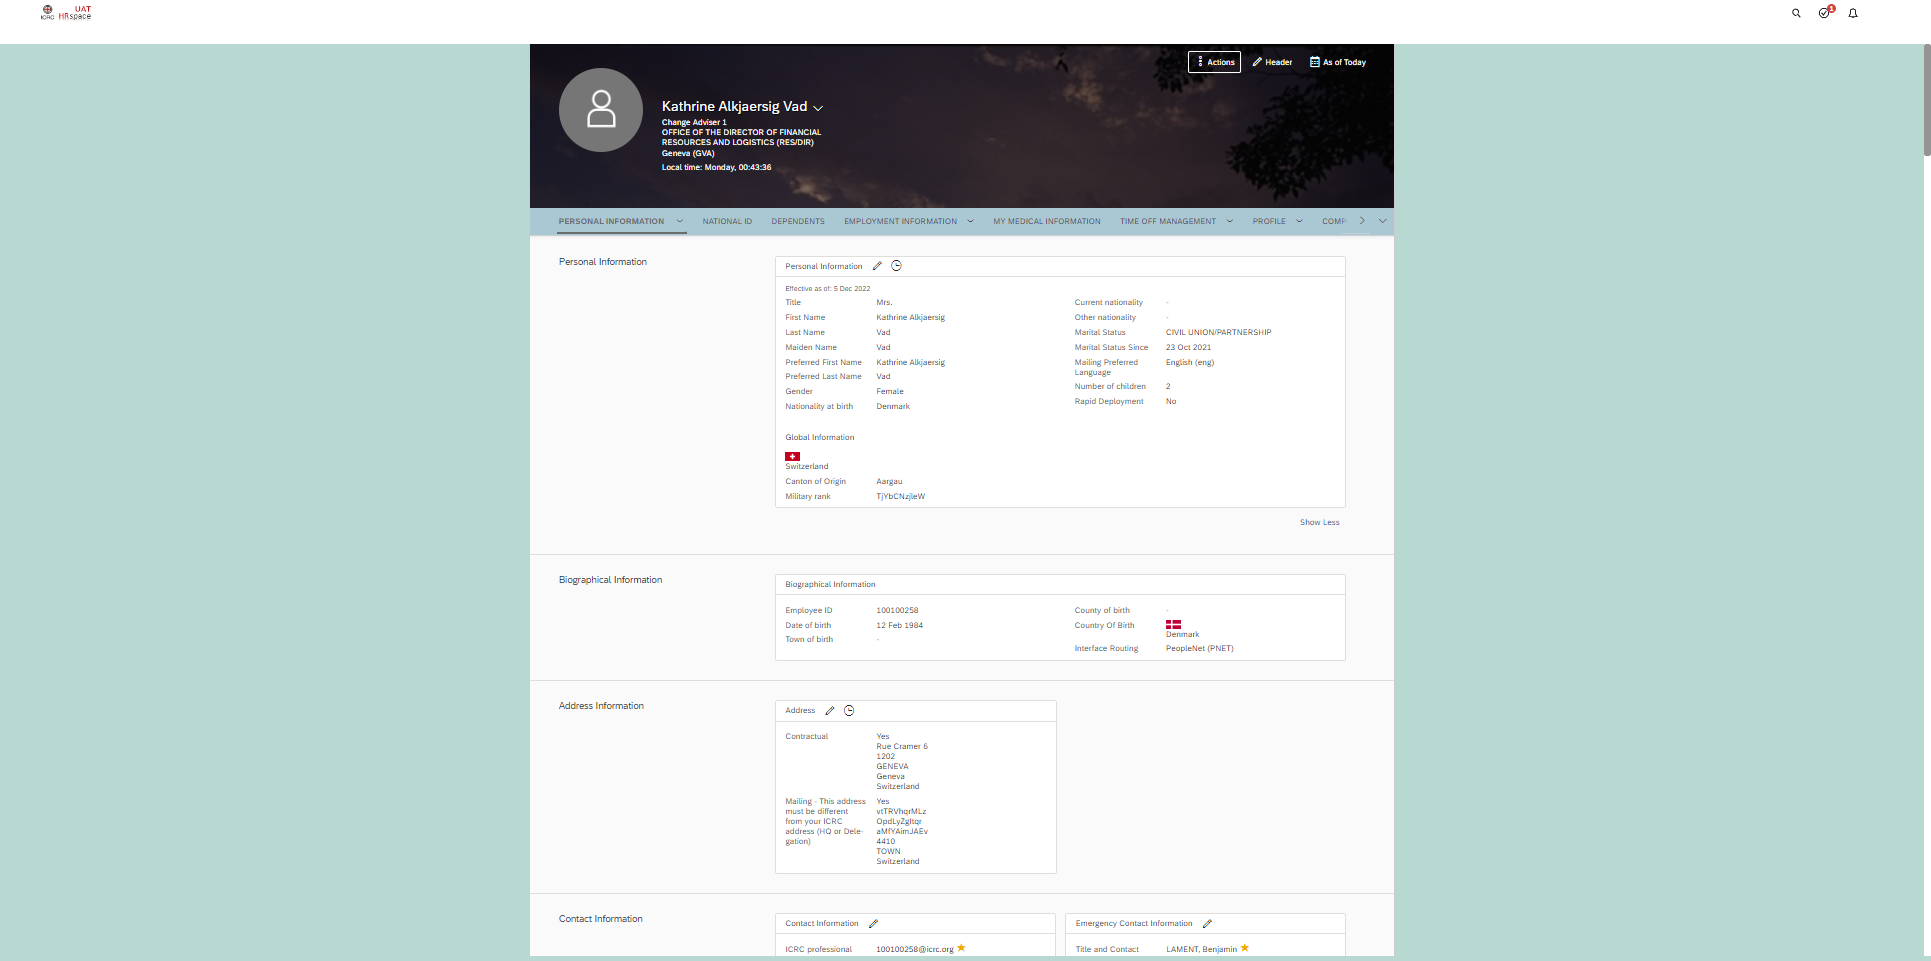 UAT
ICRC HRspace
1
Actions
Header
As of Today
Kathrine Alkjaersig Vad
Change Adviser 1
OFFICE OF THE DIRECTOR OF FINANCIAL
RESOURCES AND LOGISTICS (RES/DIR)
Geneva (GVA)
Local time: Monday, 00:43:36
PERSONAL INFORMATION
NATIONAL ID
DEPENDENTS
EMPLOYMENT INFORMATION
MY MEDICAL INFORMATION
TIME OFF MANAGEMENT
PROFILE
COMP
Personal Information
Personal Information
Effective as of: 5 Dec 2022
Title Mrs.
First Name Kathrine Alkjaersig
Last Name Vad
Maiden Name Vad
Preferred First Name Kathrine Alkjaersig
Preferred Last Name Vad
Gender Female
Nationality at birth Denmark
Current nationality -
Other nationality -
Marital Status CIVIL UNION/PARTNERSHIP
Marital Status Since 23 Oct 2021
Mailing Preferred English (eng)
Language
Number of children 2
Rapid Deployment No
Global Information
Switzerland
Canton of Origin Aargau
Military rank TjYbCNzjleW
Show Less
Biographical Information
Biographical Information
Employee ID 100100258
Date of birth 12 Feb 1984
Town of birth -
County of birth -
Country Of Birth
Denmark
Interface Routing PeopleNet (PNET)
Address Information
Address
Contractual Yes
Rue Cramer 6
1202
GENEVA
Geneva
Switzerland
Mailing - This address Yes
must be different vtTRVhqrMLz
from your ICRC OpdLyZgItqr
address (HQ or Dele- aMfYAimJAEv
gation) 4410
TOWN
Switzerland
Contact Information
Contact Information
ICRC professional 100100258@icrc.org
Emergency Contact Information
Title and Contact LAMENT, Benjamin